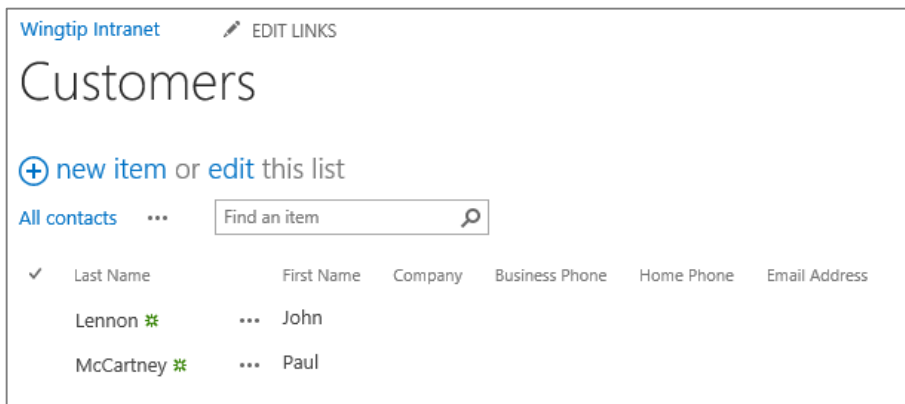 Wingtip Intranet EDIT LINKS
Customers
new item or edit this list
All contacts ••• Find an item
Last Name First Name Company Business Phone Home Phone Email Address
Lennon ••• John
McCartney ••• Paul